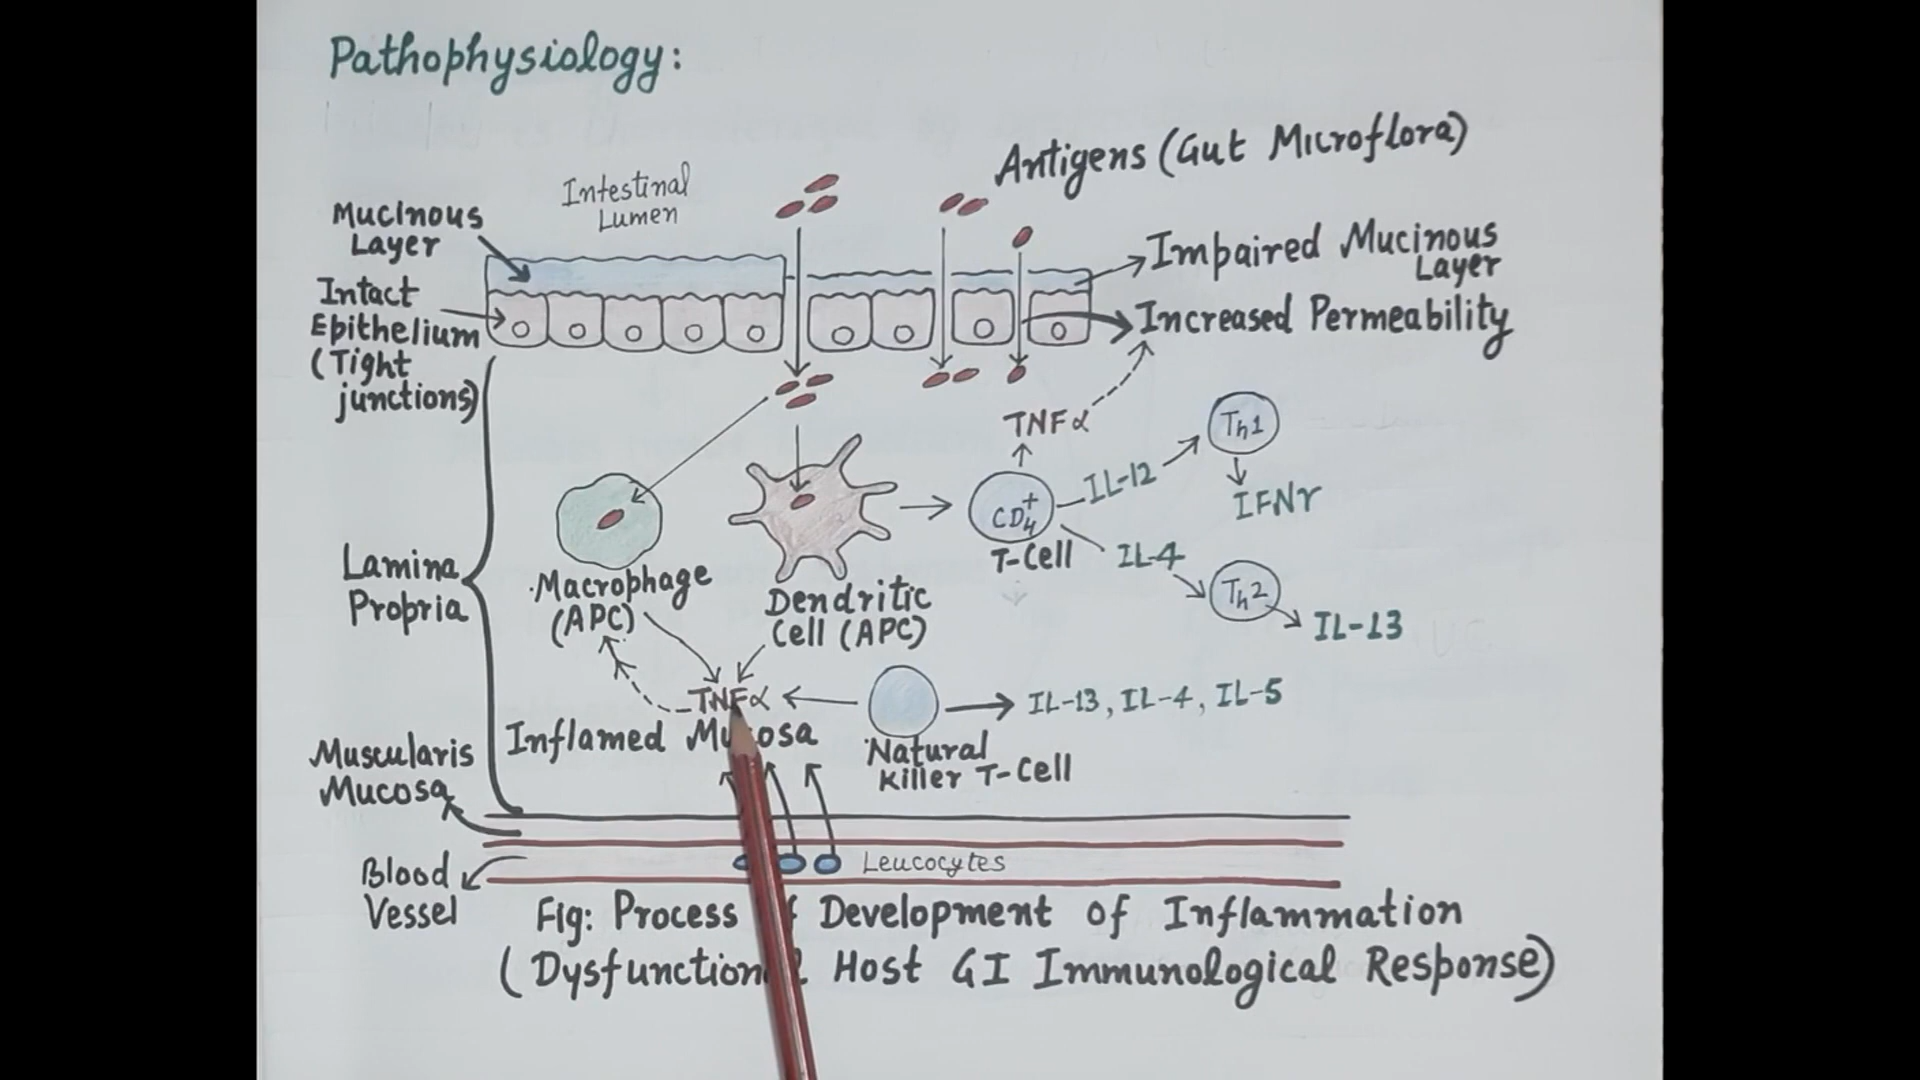 Pathophysiology:
Antigens (Gut Microflora)
Intestinal
Lumen
Mucinous
Layer
Impaired Mucinous
Layer
Intact
Epithelium
(Tight
junctions)
Increased Permeability
TNFα
Th1
IL-12
IFNγ
CD4+
T-Cell
IL-4
Th2
IL-13
Lamina
Propria
Macrophage
(APC)
Dendritic
Cell (APC)
TNFα
IL-13, IL-4, IL-5
Inflamed Mucosa
Natural
Killer T-Cell
Muscularis
Mucosa
Leucocytes
Blood
Vessel
Fig: Process Development of Inflammation
(Dysfunction & Host GI Immunological Response)